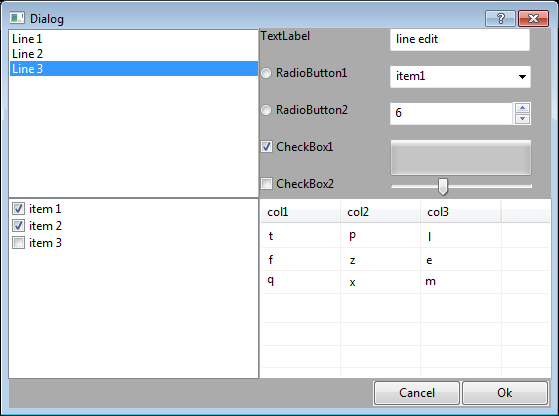 Dialog
Line 1
Line 2
Line 3
TextLabel
line edit
RadioButton1
item1
RadioButton2
6
CheckBox1
CheckBox2
item 1
item 2
item 3
col1 col2 col3
t p l
f z e
q x m
Cancel Ok